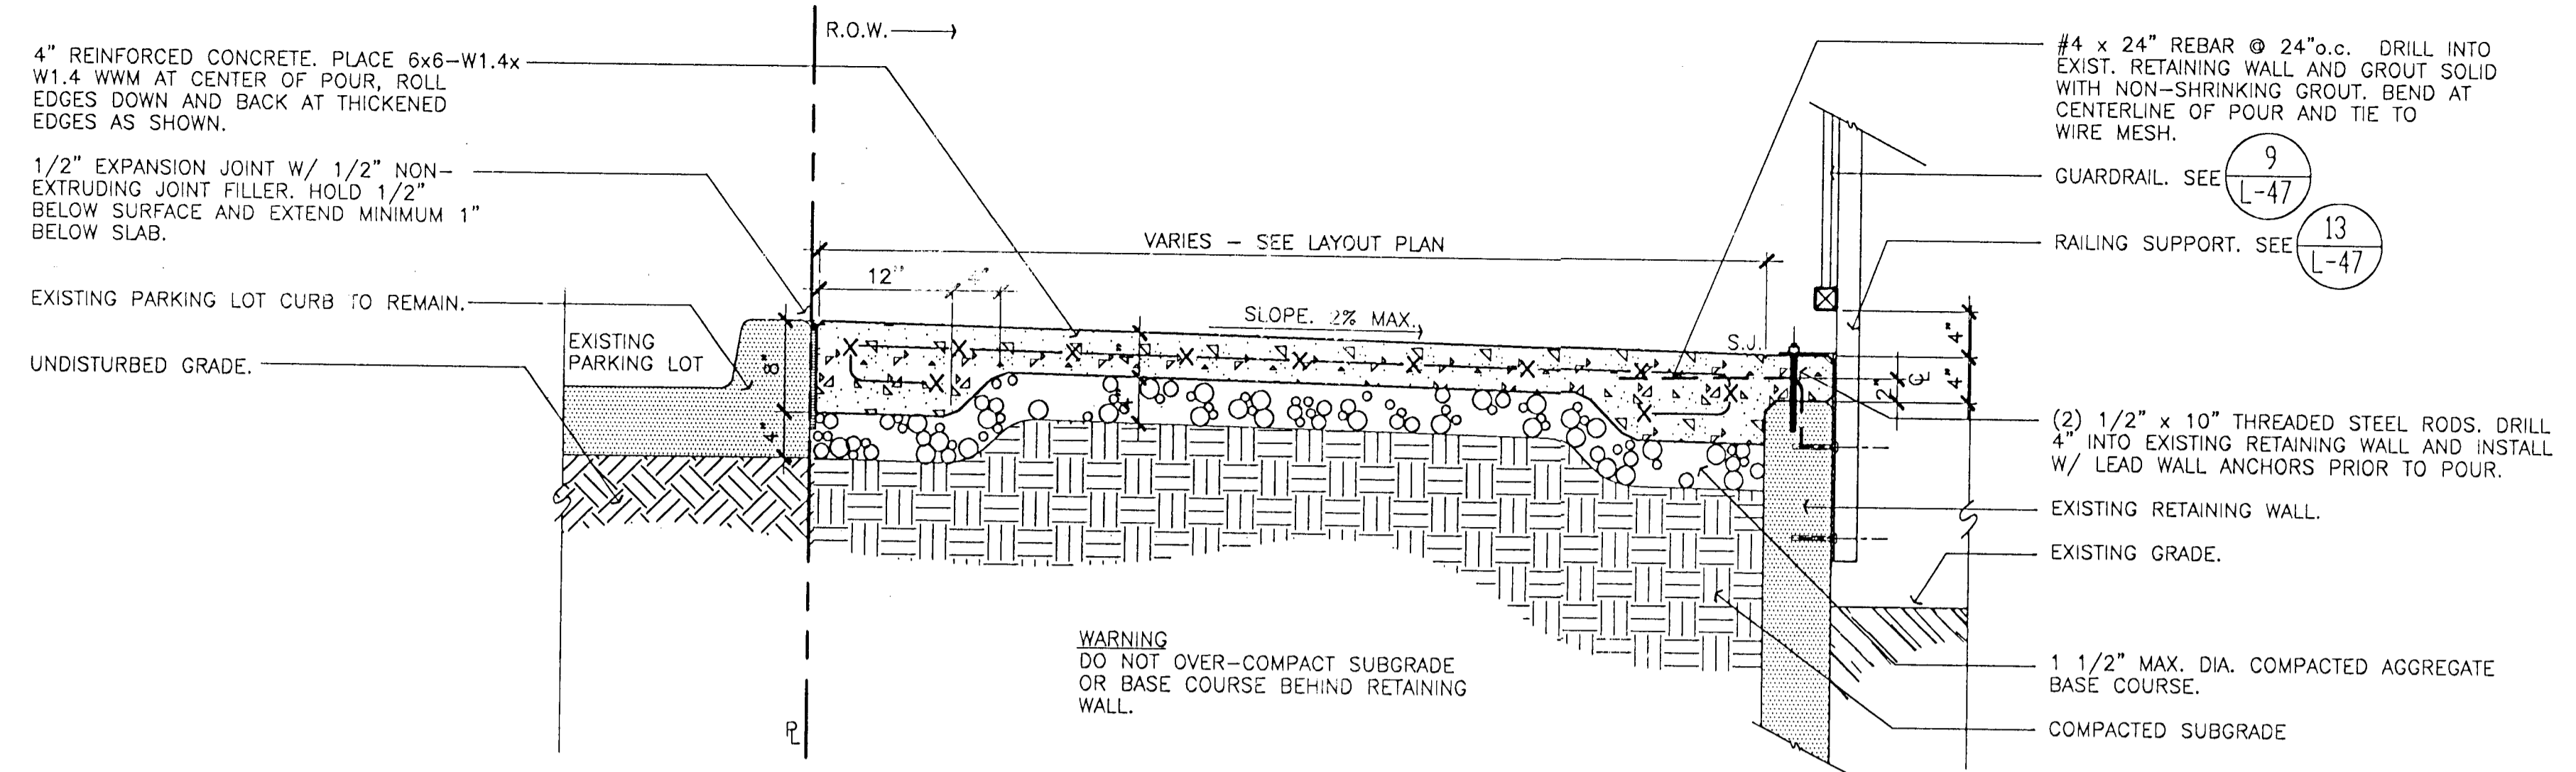 R.O.W.
4" REINFORCED CONCRETE. PLACE 6x6-W1.4x
W1.4 WWM AT CENTER OF POUR, ROLL
EDGES DOWN AND BACK AT THICKENED
EDGES AS SHOWN.
1/2" EXPANSION JOINT W/ 1/2" NON-
EXTRUDING JOINT FILLER. HOLD 1/2"
BELOW SURFACE AND EXTEND MINIMUM 1"
BELOW SLAB.
EXISTING PARKING LOT CURB TO REMAIN.
UNDISTURBED GRADE.
EXISTING
PARKING LOT
8"
4"
VARIES - SEE LAYOUT PLAN
12"
4"
SLOPE. 2% MAX.
S.J.
4"
WARNING
DO NOT OVER-COMPACT SUBGRADE
OR BASE COURSE BEHIND RETAINING
WALL.
PL
#4 x 24" REBAR @ 24"o.c. DRILL INTO
EXIST. RETAINING WALL AND GROUT SOLID
WITH NON-SHRINKING GROUT. BEND AT
CENTERLINE OF POUR AND TIE TO
WIRE MESH.
GUARDRAIL. SEE
9
L-47
RAILING SUPPORT. SEE
13
L-47
4"
4"
2"
CL
(2) 1/2" x 10" THREADED STEEL RODS. DRILL
4" INTO EXISTING RETAINING WALL AND INSTALL
W/ LEAD WALL ANCHORS PRIOR TO POUR.
EXISTING RETAINING WALL.
EXISTING GRADE.
1 1/2" MAX. DIA. COMPACTED AGGREGATE
BASE COURSE.
COMPACTED SUBGRADE